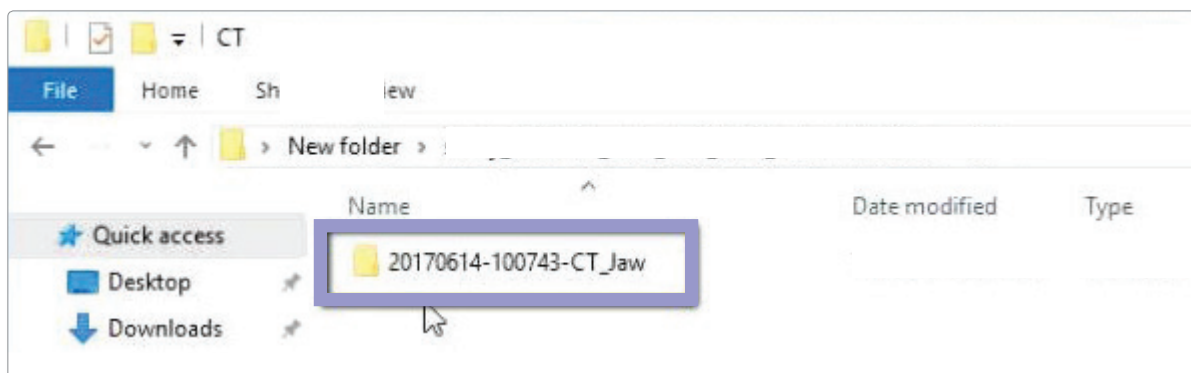 CT
File Home Sh iew
New folder
Name Date modified Type
Quick access
20170614-100743-CT_Jaw
Desktop
Downloads